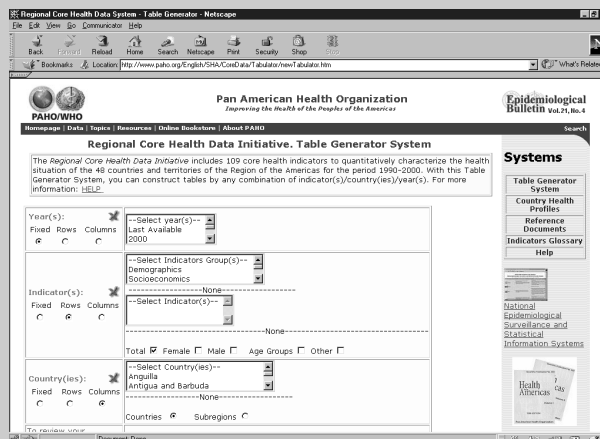 Regional Core Health Data System - Table Generator - Netscape
File Edit View Go Communicator Help
Back Forward Reload Home Search Netscape Print Security Shop Stop
Bookmarks Location: http://www.paho.org/English/SHA/CoreData/Tabulator/newTabulator.htm What's Related
PAHO/WHO
Pan American Health Organization
Improving the Health of the Peoples of the Americas
Epidemiological
Bulletin Vol.21, No.4
Homepage | Data | Topics | Resources | Online Bookstore | About PAHO Search
Regional Core Health Data Initiative. Table Generator System
The Regional Core Health Data Initiative includes 109 core health indicators to quantitatively characterize the health
situation of the 48 countries and territories of the Region of the Americas for the period 1990-2000. With this Table
Generator System, you can construct tables by any combination of indicator(s)/country(ies)/year(s). For more
information: HELP
Year(s):
Fixed Rows Columns
--Select year(s)--
Last Available
2000
Indicator(s):
Fixed Rows Columns
--Select Indicators Group(s)--
Demographics
Socioeconomics
--------------------None--------------------
--Select Indicator(s)--
--------------------None--------------------
Total Female Male Age Groups Other
Country(ies):
Fixed Rows Columns
--Select Country(ies)--
Anguilla
Antigua and Barbuda
--------------------None--------------------
Countries Subregions
To review your
Systems
Table Generator
System
Country Health
Profiles
Reference
Documents
Indicators Glossary
Help
National
Epidemiological
Surveillance and
Statistical
Information Systems
Health
Americas
Document: Done